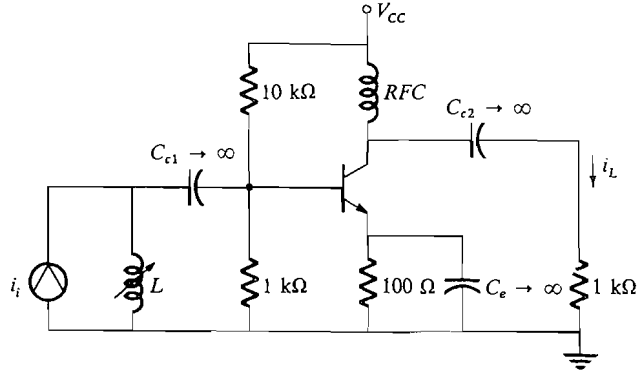 V_CC
10 kΩ
RFC
C_c1 → ∞
C_c2 → ∞
i_L
i_i
L
1 kΩ
100 Ω
C_e → ∞
1 kΩ